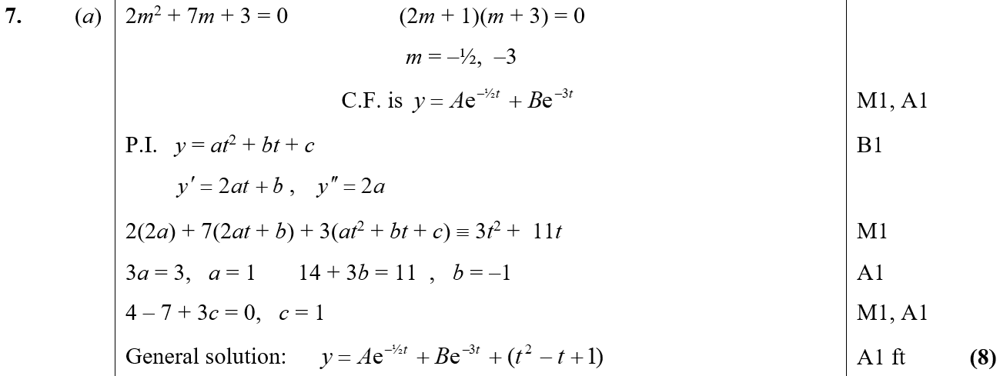 7. (a) 2m² + 7m + 3 = 0 (2m + 1)(m + 3) = 0
m = –½, –3
C.F. is y = Ae^{–½t} + Be^{–3t} M1, A1
P.I. y = at² + bt + c B1
y′ = 2at + b , y″ = 2a
2(2a) + 7(2at + b) + 3(at² + bt + c) ≡ 3t² + 11t M1
3a = 3, a = 1 14 + 3b = 11 , b = –1 A1
4 – 7 + 3c = 0, c = 1 M1, A1
General solution: y = Ae^{–½t} + Be^{–3t} + (t² – t + 1) A1 ft (8)